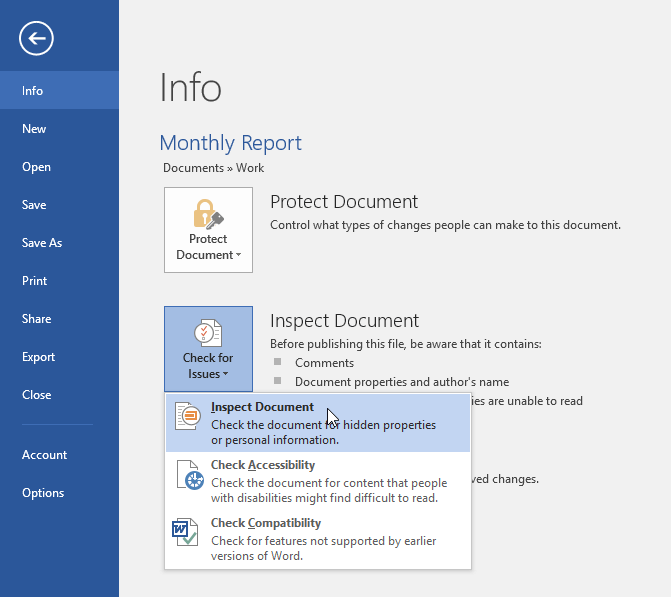 Info
New
Open
Save
Save As
Print
Share
Export
Close
Account
Options
Info
Monthly Report
Documents » Work
Protect
Document
Protect Document
Control what types of changes people can make to this document.
Check for
Issues
Inspect Document
Before publishing this file, be aware that it contains:
Comments
Document properties and author's name
are unable to read
changes.
Inspect Document
Check the document for hidden properties
or personal information.
Check Accessibility
Check the document for content that people
with disabilities might find difficult to read.
Check Compatibility
Check for features not supported by earlier
versions of Word.